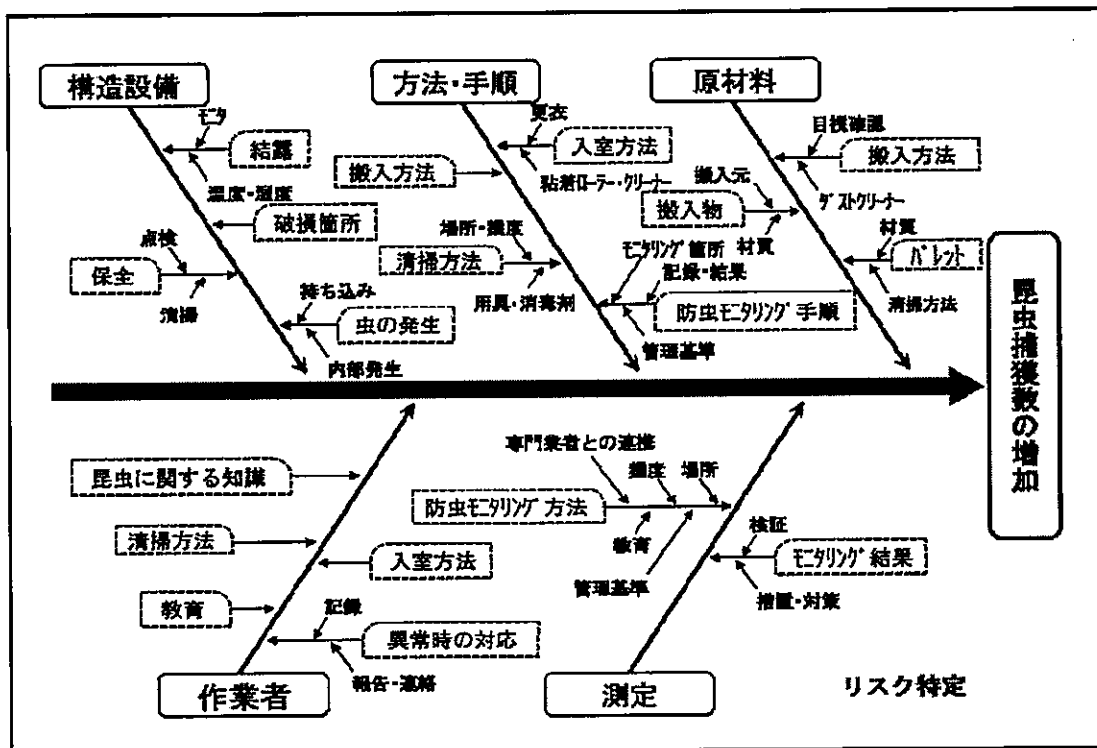 構造設備
モニタ
結露
温度・湿度
破損箇所
点検
保全
清掃
持ち込み
虫の発生
内部発生
方法・手順
更衣
入室方法
粘着ローラー・クリーナー
搬入方法
場所・頻度
清掃方法
用具・消毒剤
モニタリング箇所
記録・結果
防虫モニタリング手順
管理基準
原材料
目視確認
搬入方法
ダストクリーナー
搬入元
搬入物
材質
材質
パレット
清掃方法
昆虫捕獲数の増加
昆虫に関する知識
清掃方法
入室方法
教育
記録
異常時の対応
報告・連絡
作業者
専門業者との連携
頻度
場所
防虫モニタリング方法
教育
管理基準
検証
モニタリング結果
措置・対策
測定
リスク特定